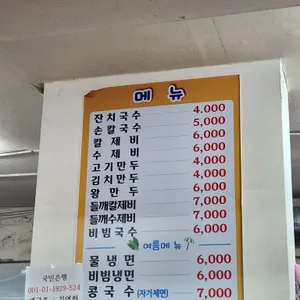 메 뉴
잔치국수 4,000
손칼국수 5,000
칼 제 비 6,000
수 제 비 6,000
고기만두 4,000
김치만두 4,000
왕 만 두 6,000
들깨칼제비 7,000
들깨수제비 7,000
비빔국수 6,000
여름메뉴
물 냉 면 6,000
비빔냉면 6,000
콩 국 수 (자가제면) 7,000
국민은행
001-01-1929-524